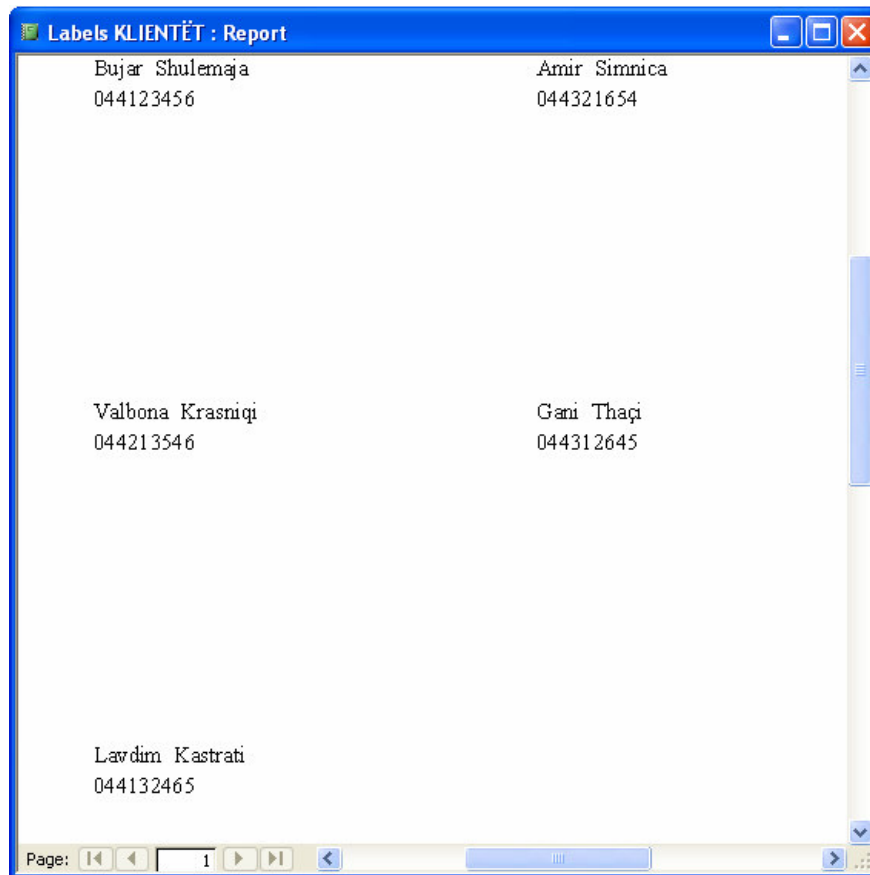 Labels KLIENTËT : Report
Bujar Shulemaja Amir Simnica
044123456 044321654
Valbona Krasniqi Gani Thaçi
044213546 044312645
Lavdim Kastrati
044132465
Page: 1